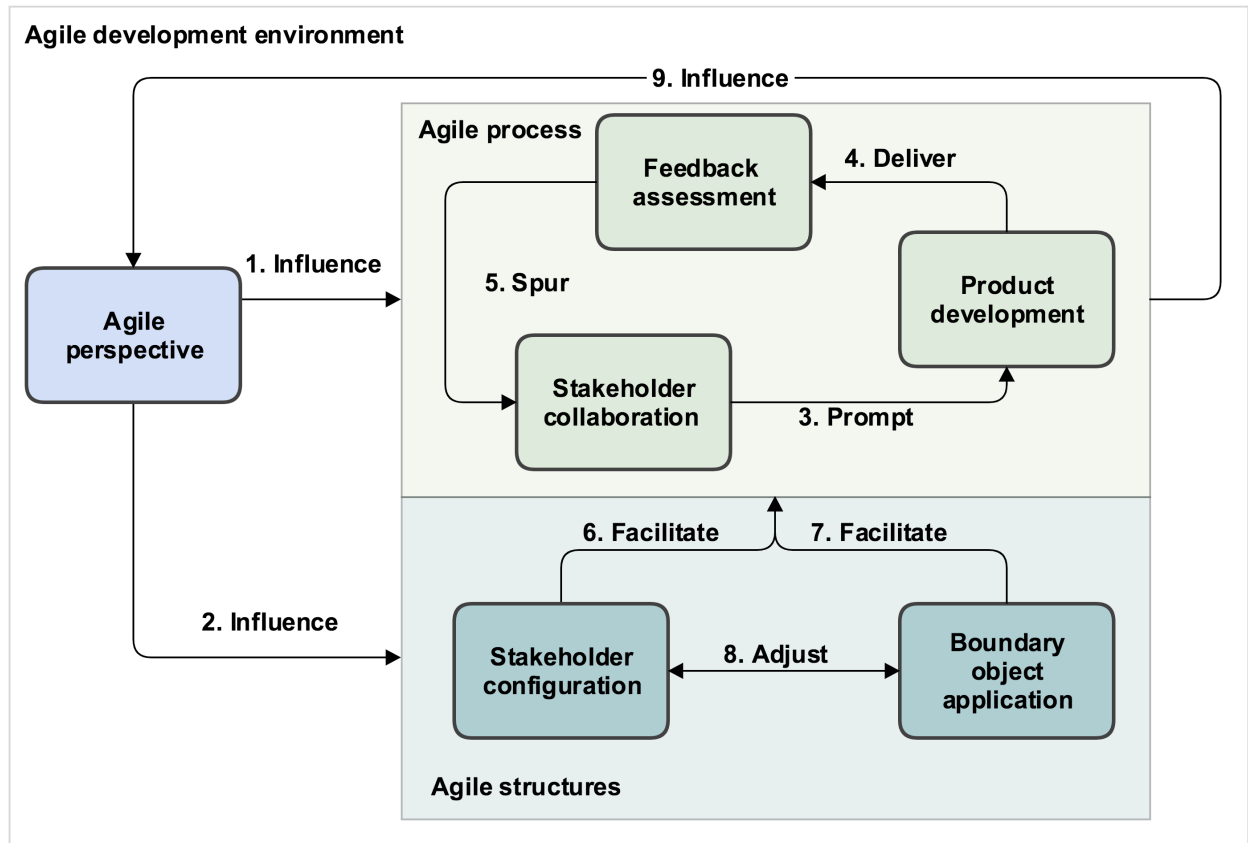 Agile development environment
9. Influence
Agile process
Feedback
assessment
4. Deliver
1. Influence
5. Spur
Product
development
Agile
perspective
Stakeholder
collaboration
3. Prompt
6. Facilitate
7. Facilitate
2. Influence
Stakeholder
configuration
8. Adjust
Boundary
object
application
Agile structures